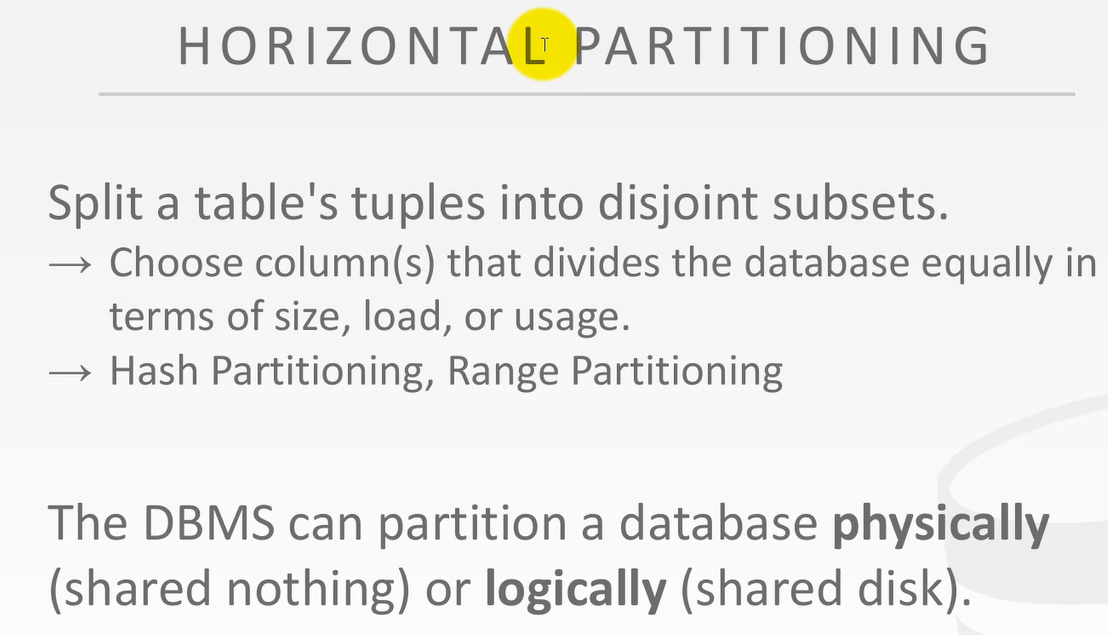 HORIZONTAL PARTITIONING
Split a table's tuples into disjoint subsets.
→ Choose column(s) that divides the database equally in
terms of size, load, or usage.
→ Hash Partitioning, Range Partitioning
The DBMS can partition a database physically
(shared nothing) or logically (shared disk).